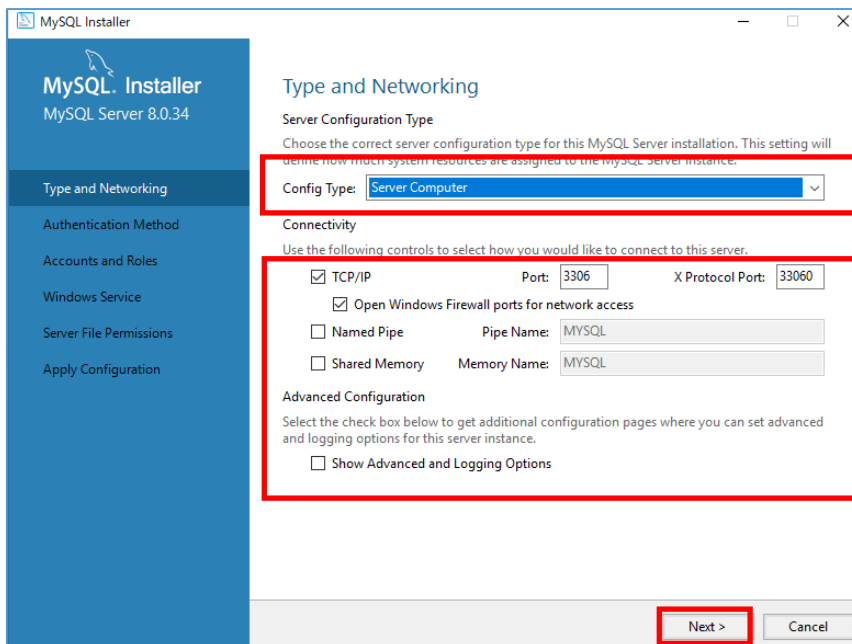 MySQL Installer
MySQL. Installer
MySQL Server 8.0.34
Type and Networking
Authentication Method
Accounts and Roles
Windows Service
Server File Permissions
Apply Configuration
Type and Networking
Server Configuration Type
Choose the correct server configuration type for this MySQL Server installation. This setting will
define how much system resources are assigned to the MySQL Server instance.
Config Type: Server Computer
Connectivity
Use the following controls to select how you would like to connect to this server.
TCP/IP Port: 3306 X Protocol Port: 33060
Open Windows Firewall ports for network access
Named Pipe Pipe Name: MYSQL
Shared Memory Memory Name: MYSQL
Advanced Configuration
Select the check box below to get additional configuration pages where you can set advanced
and logging options for this server instance.
Show Advanced and Logging Options
Next > Cancel